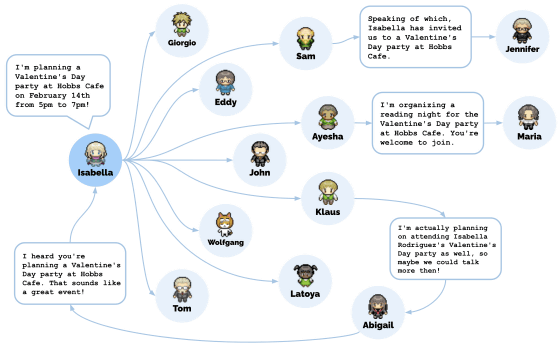 I'm planning a
Valentine's Day
party at Hobbs Cafe
on February 14th
from 5pm to 7pm!
Isabella
Giorgio
Sam
Speaking of which,
Isabella has invited
us to a Valentine's
Day party at Hobbs
Cafe.
Jennifer
Eddy
Ayesha
I'm organizing a
reading night for the
Valentine's Day party
at Hobbs Cafe. You're
welcome to join.
Maria
John
Klaus
I'm actually planning
on attending Isabella
Rodriguez's Valentine's
Day party as well, so
maybe we could talk
more then!
Wolfgang
Latoya
Tom
Abigail
I heard you're
planning a Valentine's
Day party at Hobbs
Cafe. That sounds like
a great event!